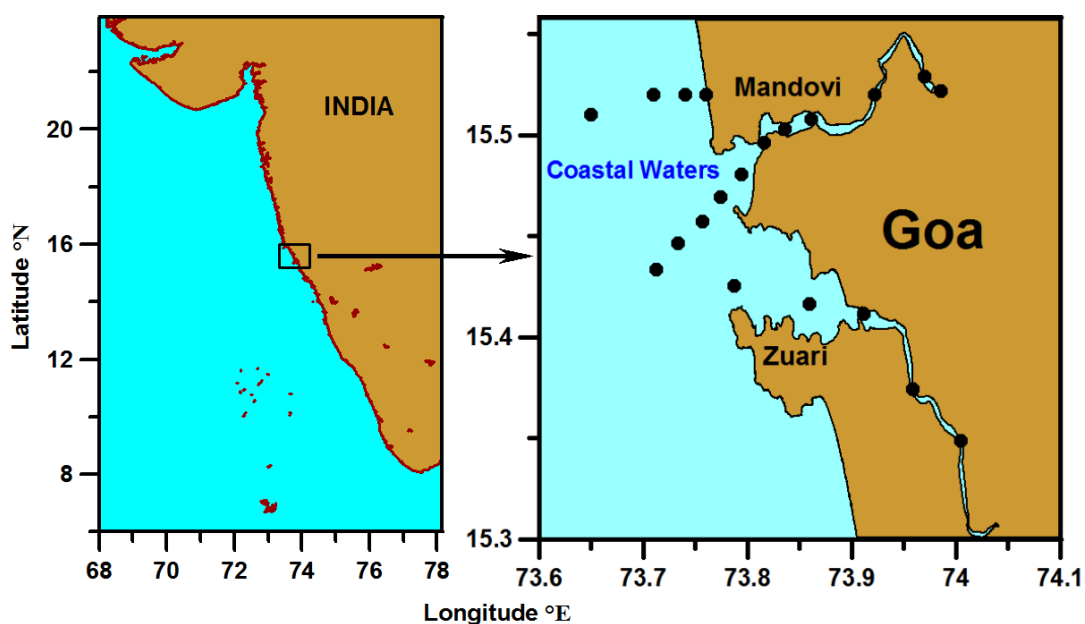 INDIA
20
16
12
8
Latitude °N
68
70
72
74
76
78
Mandovi
15.5
Coastal Waters
Goa
15.4
Zuari
15.3
73.6
73.7
73.8
73.9
74
74.1
Longitude °E